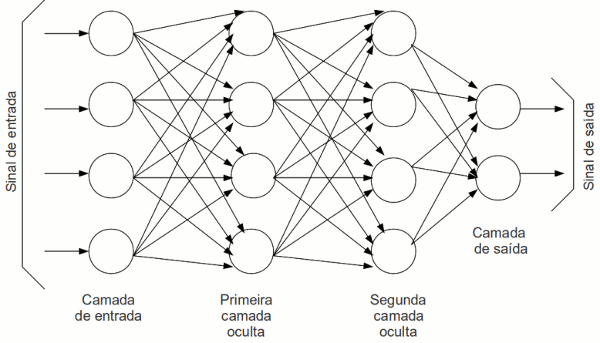 Sinal de entrada
Camada
de entrada
Primeira
camada
oculta
Segunda
camada
oculta
Camada
de saída
Sinal de saída